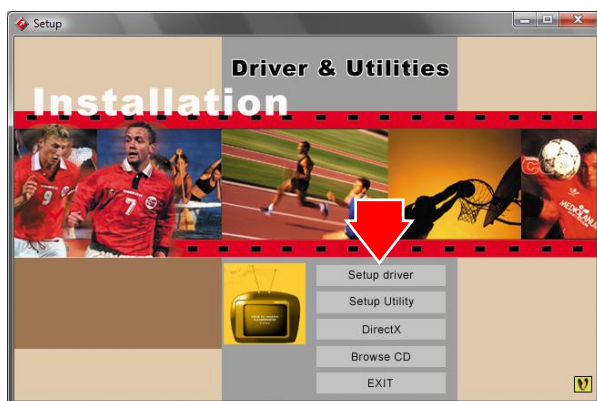 Setup
Driver & Utilities
Installation
9
7
Setup driver
Setup Utility
DirectX
Browse CD
EXIT